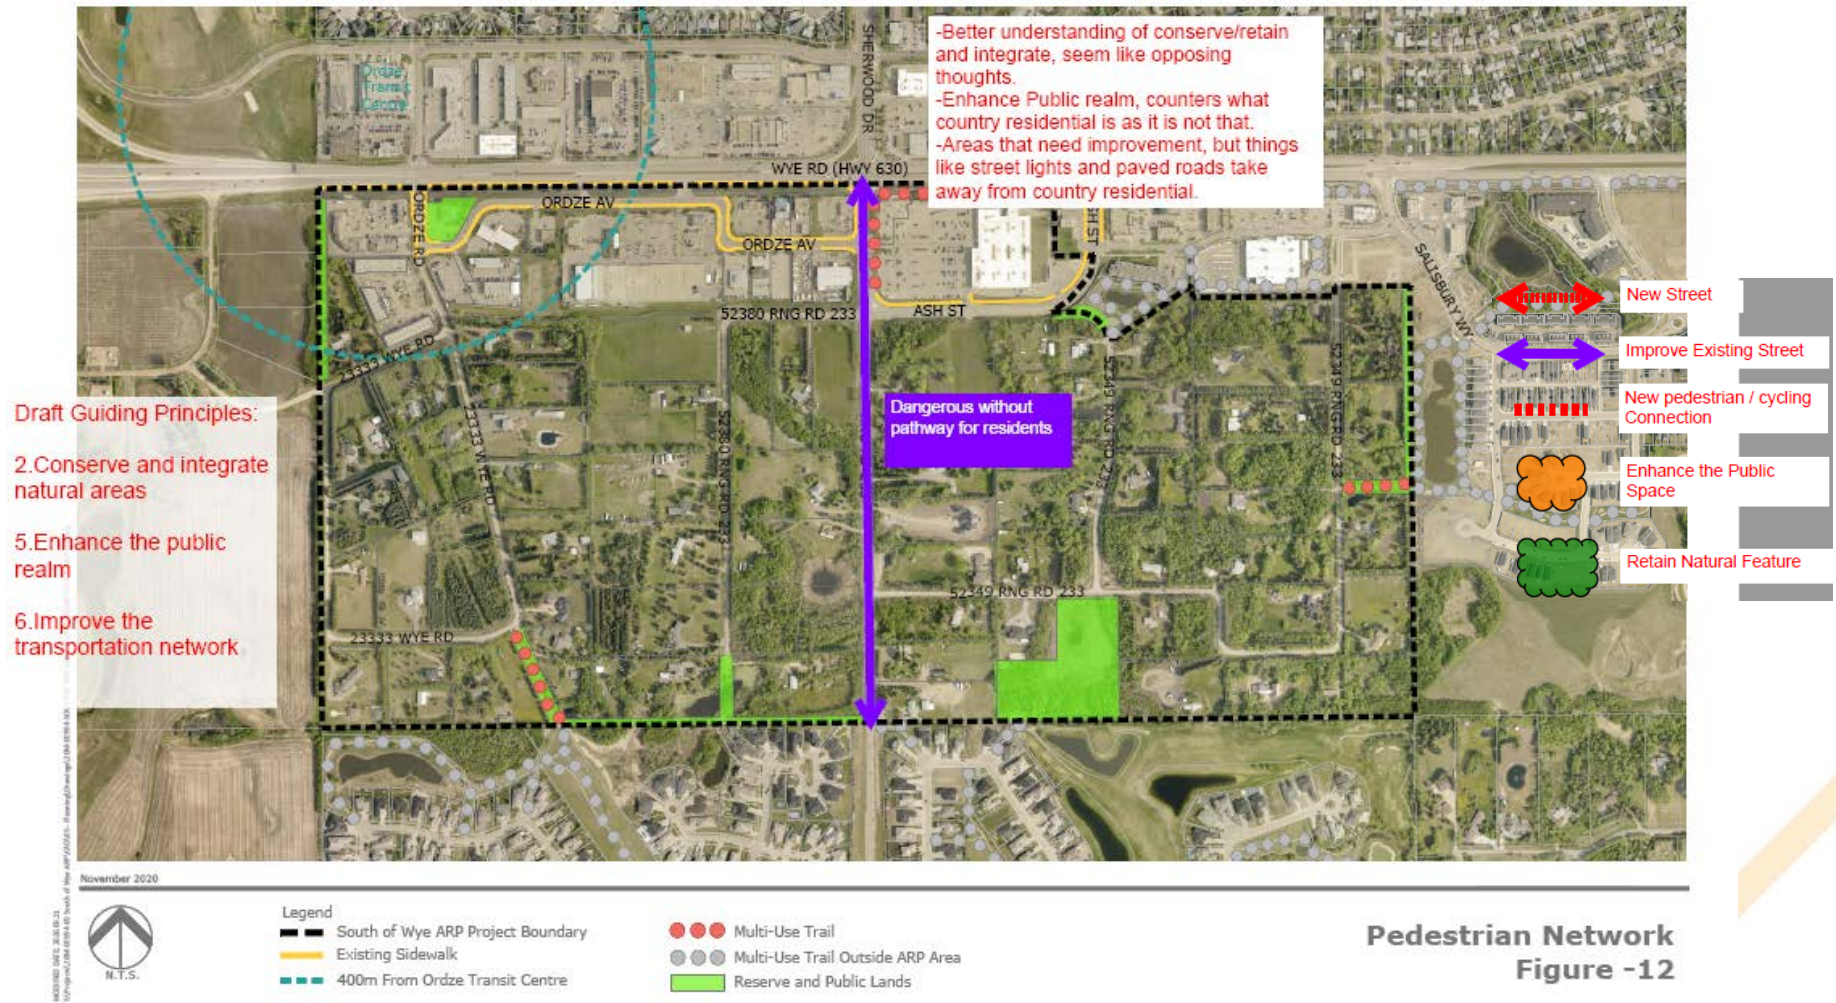 -Better understanding of conserve/retain
and integrate, seem like opposing
thoughts.
-Enhance Public realm, counters what
country residential is as it is not that.
-Areas that need improvement, but things
like street lights and paved roads take
away from country residential.
Ordze
Transit
Centre
SHERWOOD DR
WYE RD (HWY 630)
ORDZE AV
ORDZE RD
ORDZE AV
SH ST
SALISBURY WY
52380 RNG RD 233
ASH ST
23333 WYE RD
23333 WYE RD
52380 RNG RD 233
52349 RNG RD 233
52349 RNG RD 233
Dangerous without
pathway for residents
52349 RNG RD 233
23333 WYE RD
Draft Guiding Principles:
2.Conserve and integrate
natural areas
5.Enhance the public
realm
6.Improve the
transportation network
New Street
Improve Existing Street
New pedestrian / cycling
Connection
Enhance the Public
Space
Retain Natural Feature
November 2020
N.T.S.
Legend
South of Wye ARP Project Boundary
Existing Sidewalk
400m From Ordze Transit Centre
Multi-Use Trail
Multi-Use Trail Outside ARP Area
Reserve and Public Lands
Pedestrian Network
Figure -12